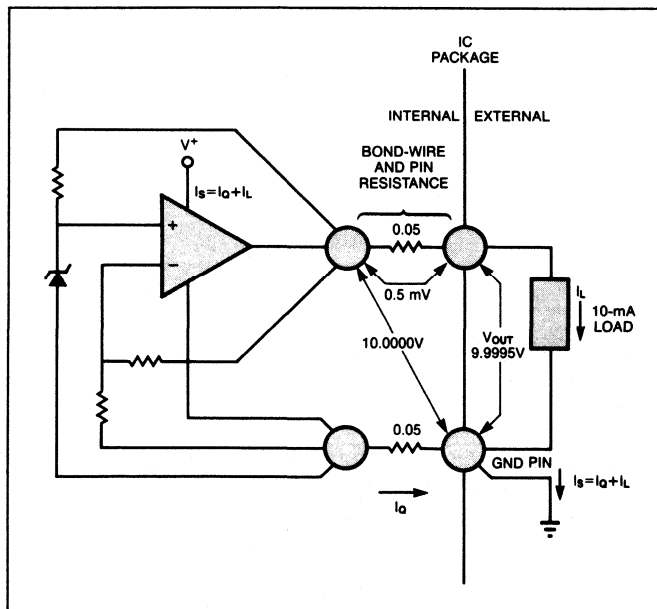 IC
PACKAGE
INTERNAL EXTERNAL
BOND-WIRE
AND PIN
RESISTANCE
V+
IS=IQ+IL
+
−
0.05
0.5 mV
10.0000V
VOUT
9.9995V
IL
10-mA
LOAD
0.05
GND PIN
IQ
IS=IQ+IL